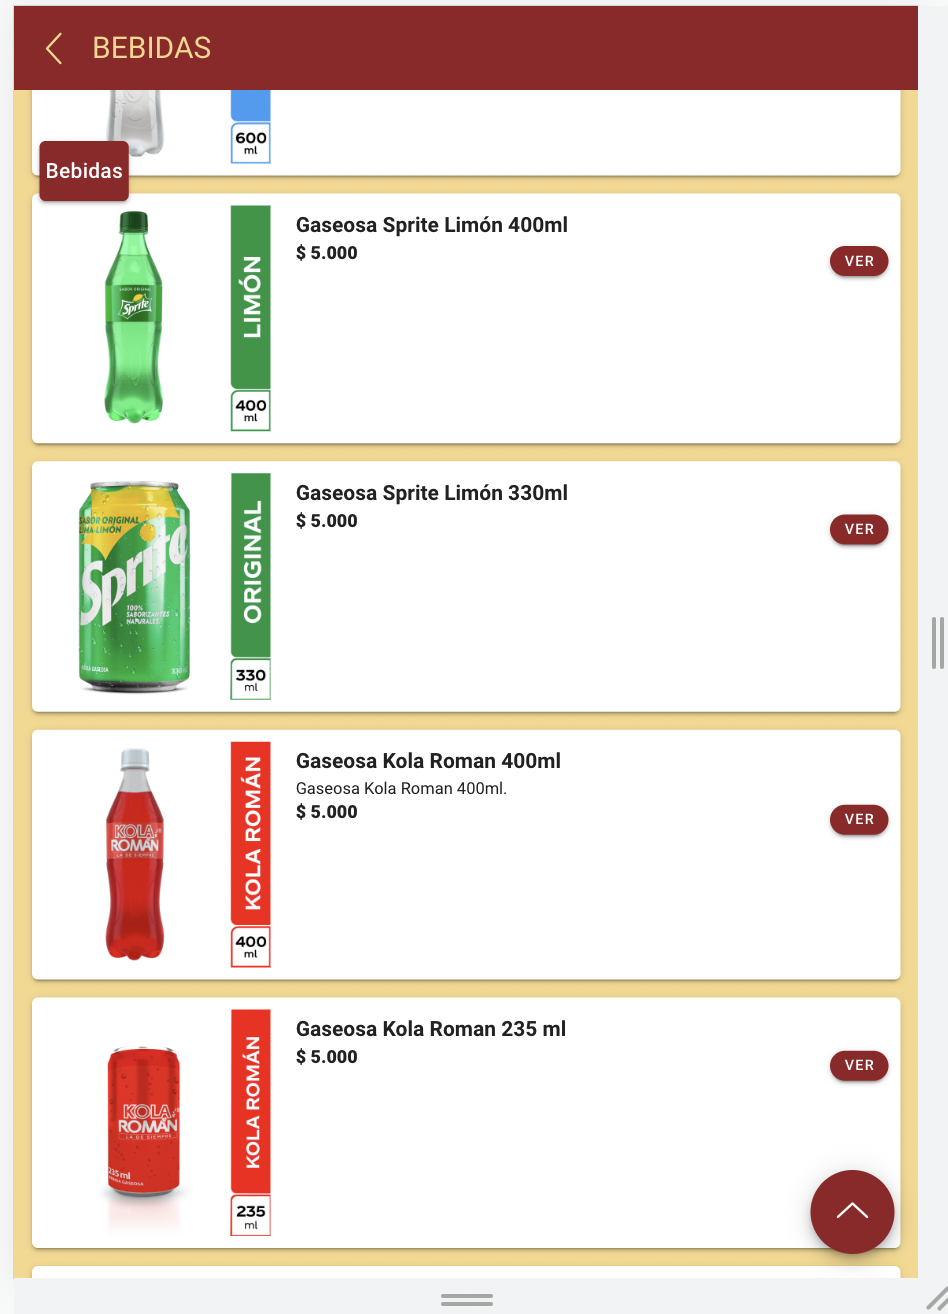 BEBIDAS
600
ml
Bebidas
Sprite
LIMÓN
400
ml
Gaseosa Sprite Limón 400ml
$ 5.000
VER
SABOR ORIGINAL
LIMA-LIMÓN
Sprite
100%
SABORIZANTES
NATURALES
ORIGINAL
330
ml
Gaseosa Sprite Limón 330ml
$ 5.000
VER
KOLA
ROMÁN
LA DE SIEMPRE
KOLA ROMÁN
400
ml
Gaseosa Kola Roman 400ml
Gaseosa Kola Roman 400ml.
$ 5.000
VER
KOLA
ROMÁN
LA DE SIEMPRE
235 ml
KOLA ROMÁN
235
ml
Gaseosa Kola Roman 235 ml
$ 5.000
VER